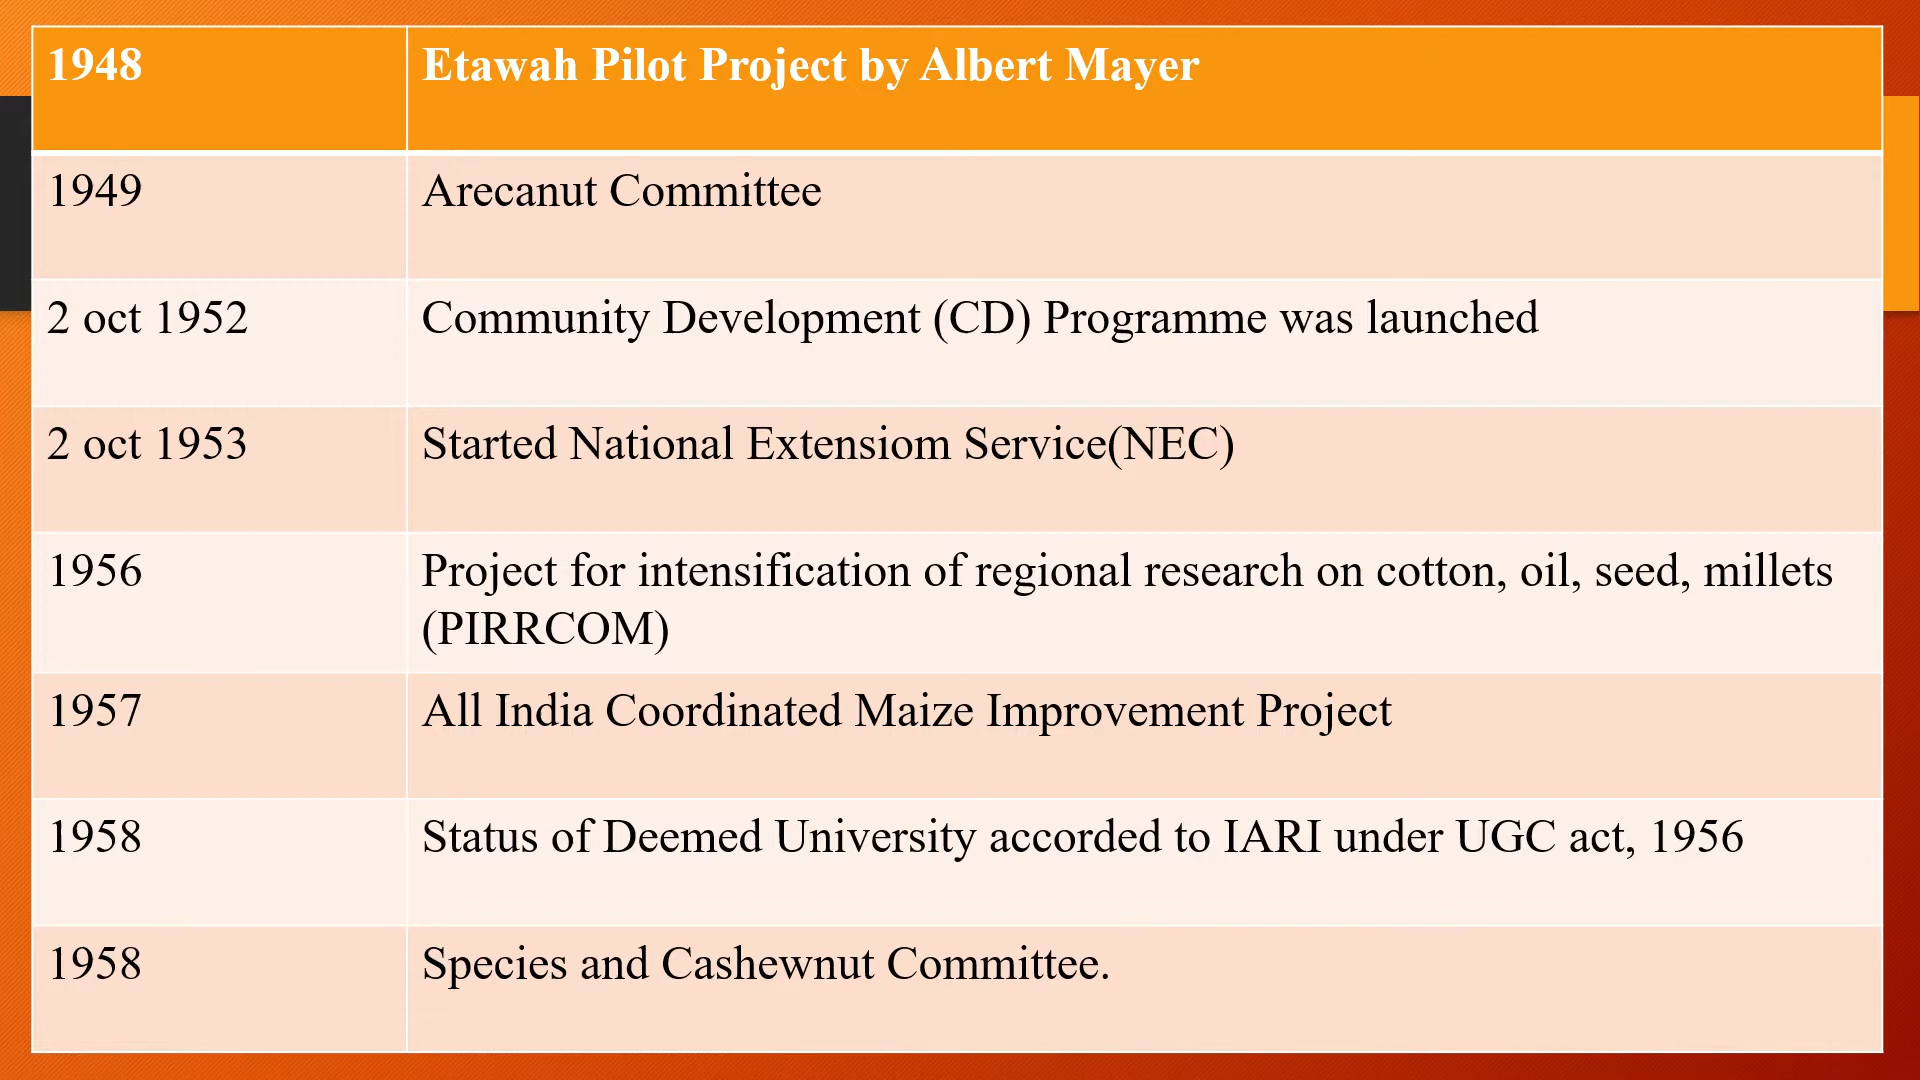 1948 Etawah Pilot Project by Albert Mayer
1949 Arecanut Committee
2 oct 1952 Community Development (CD) Programme was launched
2 oct 1953 Started National Extensiom Service(NEC)
1956 Project for intensification of regional research on cotton, oil, seed, millets
(PIRRCOM)
1957 All India Coordinated Maize Improvement Project
1958 Status of Deemed University accorded to IARI under UGC act, 1956
1958 Species and Cashewnut Committee.